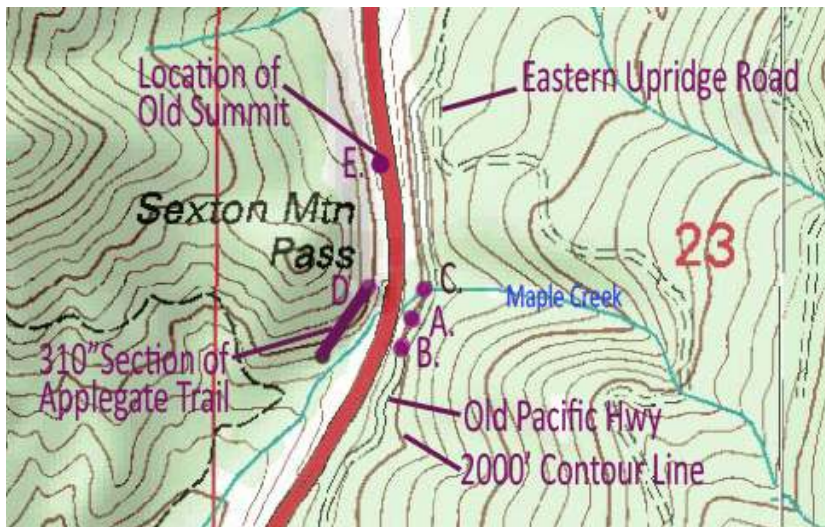 Location of
Old Summit
Eastern Upridge Road
E.
Sexton Mtn
Pass
23
D
C.
Maple Creek
A.
B.
310"Section of
Applegate Trail
Old Pacific Hwy
2000' Contour Line